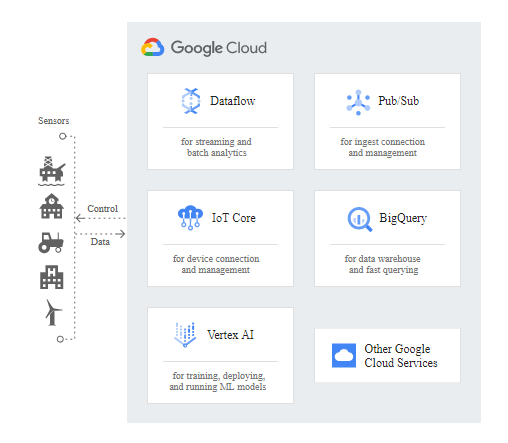 Google Cloud
Dataflow
for streaming and
batch analytics
Pub/Sub
for ingest connection
and management
Sensors
Control
Data
IoT Core
for device connection
and management
BigQuery
for data warehouse
and fast querying
Vertex AI
for training, deploying,
and running ML models
Other Google
Cloud Services